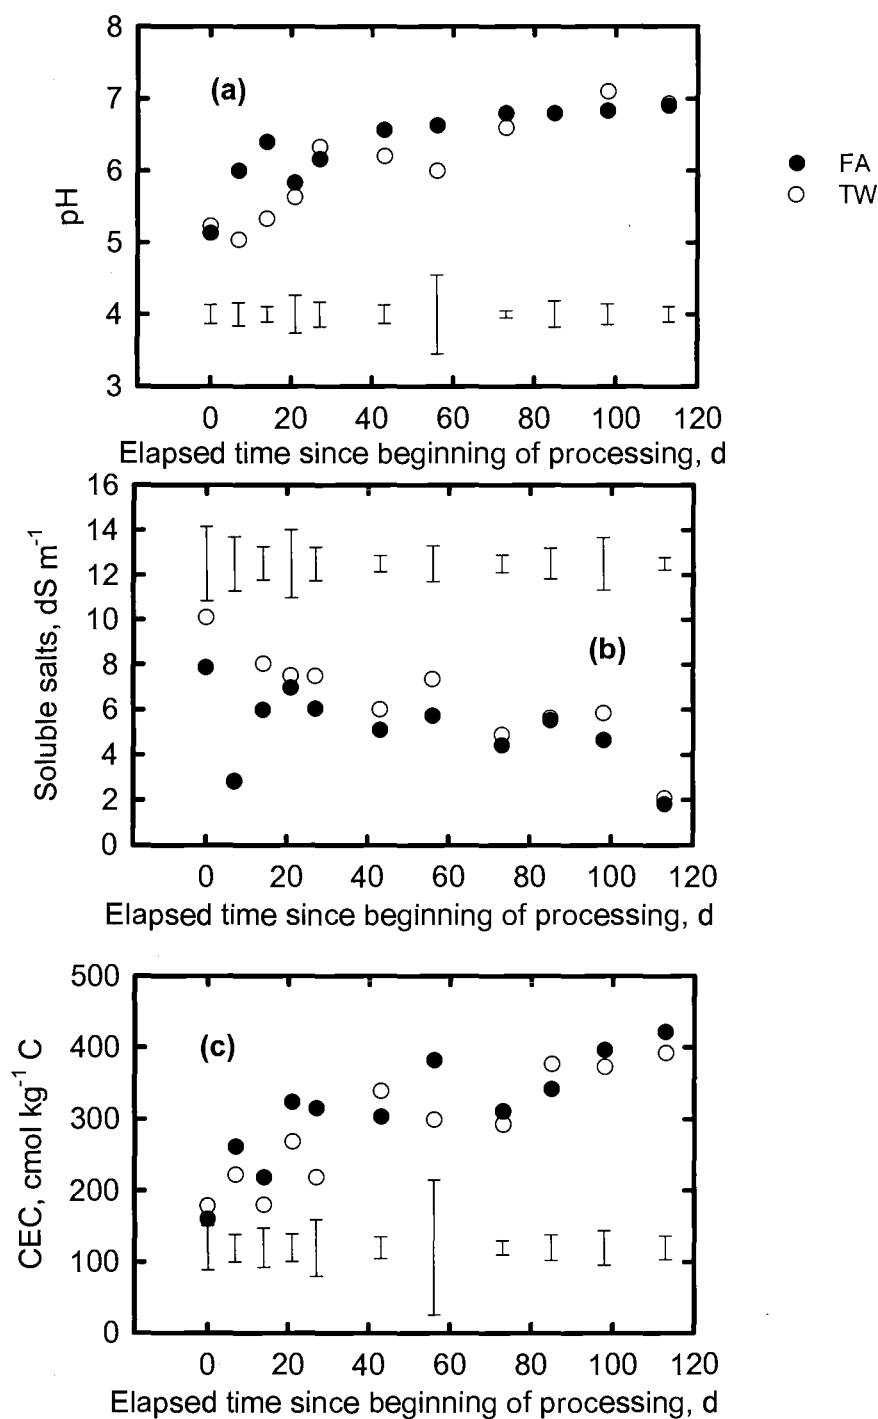 8
(a)
7
6
5
4
3
pH
FA
TW
0 20 40 60 80 100 120
Elapsed time since beginning of processing, d
16
14
12
10
8
6
4
2
0
Soluble salts, dS m⁻¹
(b)
0 20 40 60 80 100 120
Elapsed time since beginning of processing, d
500
400
300
200
100
0
CEC, cmol kg⁻¹ C
(c)
0 20 40 60 80 100 120
Elapsed time since beginning of processing, d